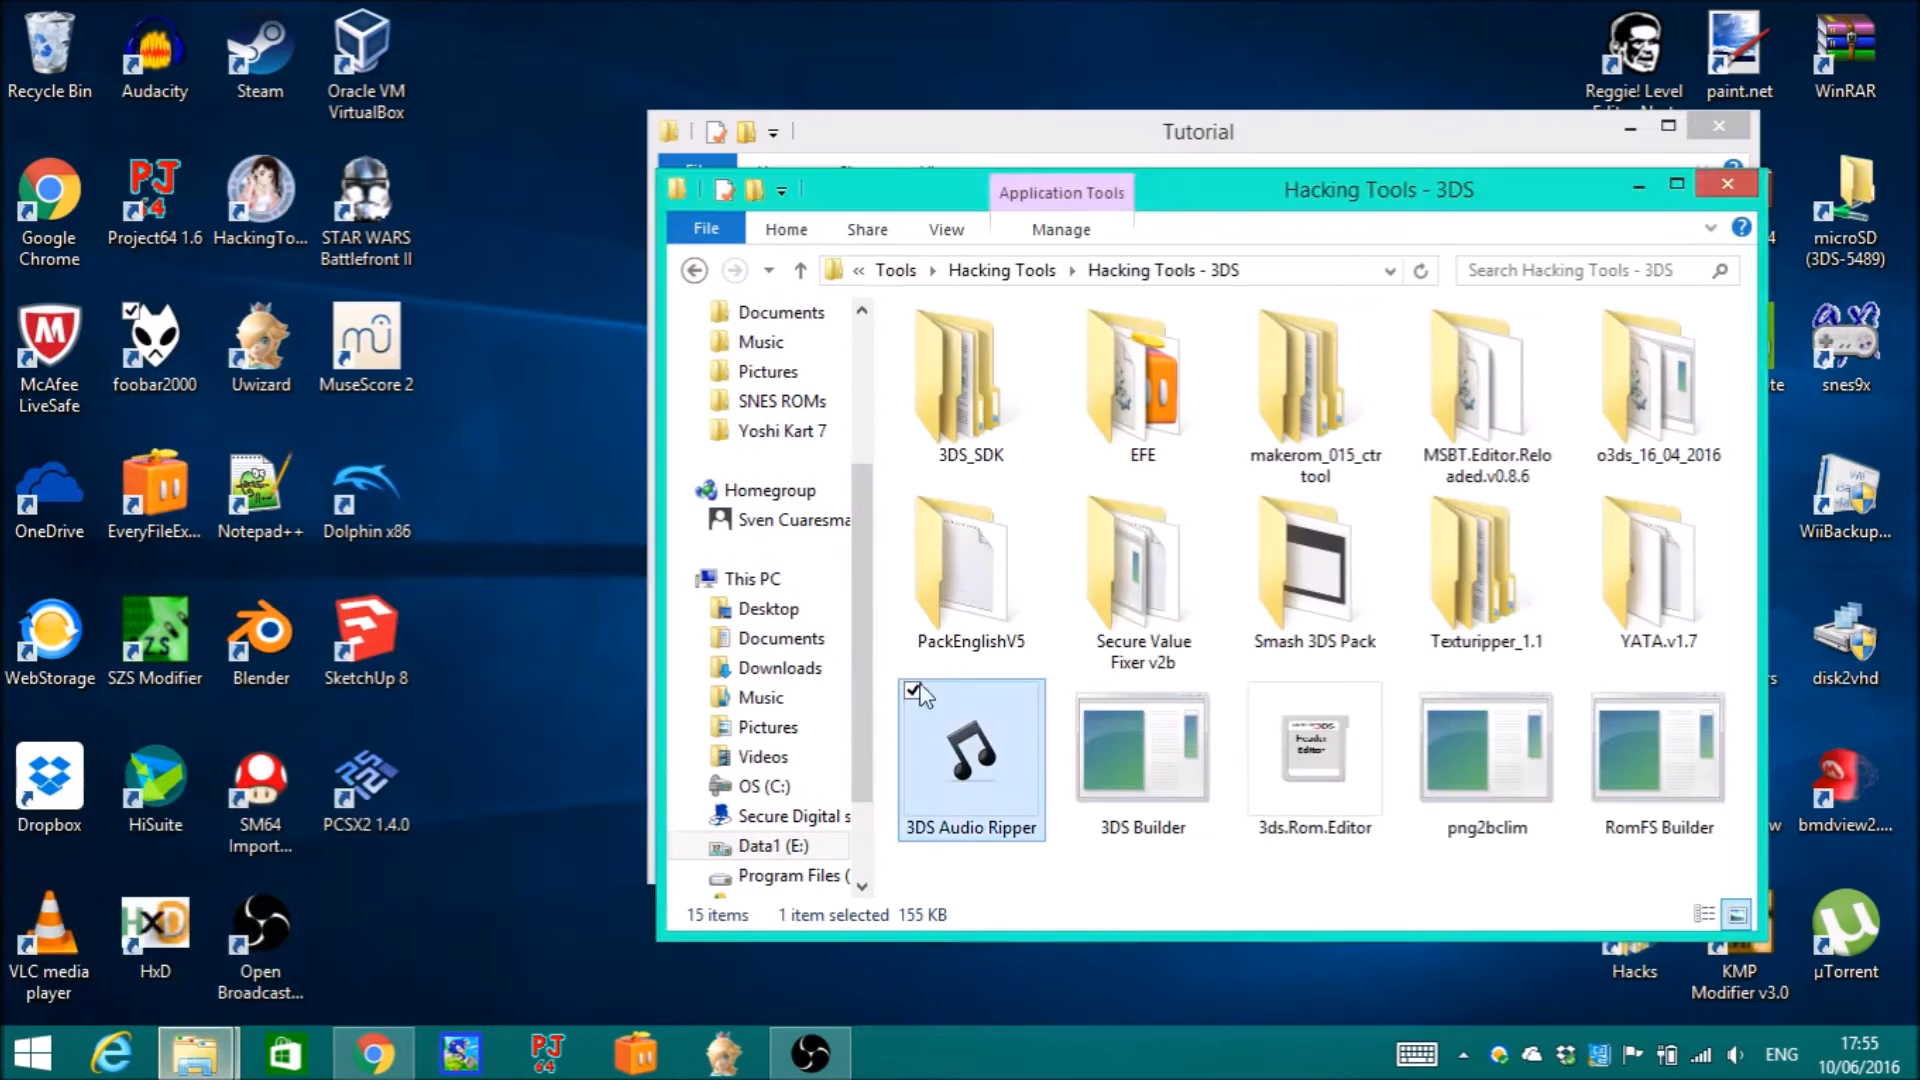 Recycle Bin
Audacity
Steam
Oracle VM
VirtualBox
Reggie! Level
paint.net
WinRAR
Google
Chrome
Project64 1.6
HackingTo...
STAR WARS
Battlefront II
microSD
(3DS-5489)
McAfee
LiveSafe
foobar2000
Uwizard
MuseScore 2
snes9x
OneDrive
EveryFileEx...
Notepad++
Dolphin x86
WiiBackup...
WebStorage
SZS Modifier
Blender
SketchUp 8
disk2vhd
Dropbox
HiSuite
SM64
Import...
PCSX2 1.4.0
bmdview2....
VLC media
player
HxD
Open
Broadcast...
Hacks
KMP
Modifier v3.0
µTorrent
Tutorial
Application Tools
Hacking Tools - 3DS
File
Home
Share
View
Manage
« Tools
Hacking Tools
Hacking Tools - 3DS
Search Hacking Tools - 3DS
Documents
Music
Pictures
SNES ROMs
Yoshi Kart 7
Homegroup
Sven Cuaresma
This PC
Desktop
Documents
Downloads
Music
Pictures
Videos
OS (C:)
Secure Digital s
Data1 (E:)
Program Files (
3DS_SDK
EFE
makerom_015_ctr
tool
MSBT.Editor.Relo
aded.v0.8.6
o3ds_16_04_2016
PackEnglishV5
Secure Value
Fixer v2b
Smash 3DS Pack
Texturipper_1.1
YATA.v1.7
3DS Audio Ripper
3DS Builder
Header
Editor
3ds.Rom.Editor
png2bclim
RomFS Builder
15 items
1 item selected 155 KB
PJ
64
ENG
17:55
10/06/2016